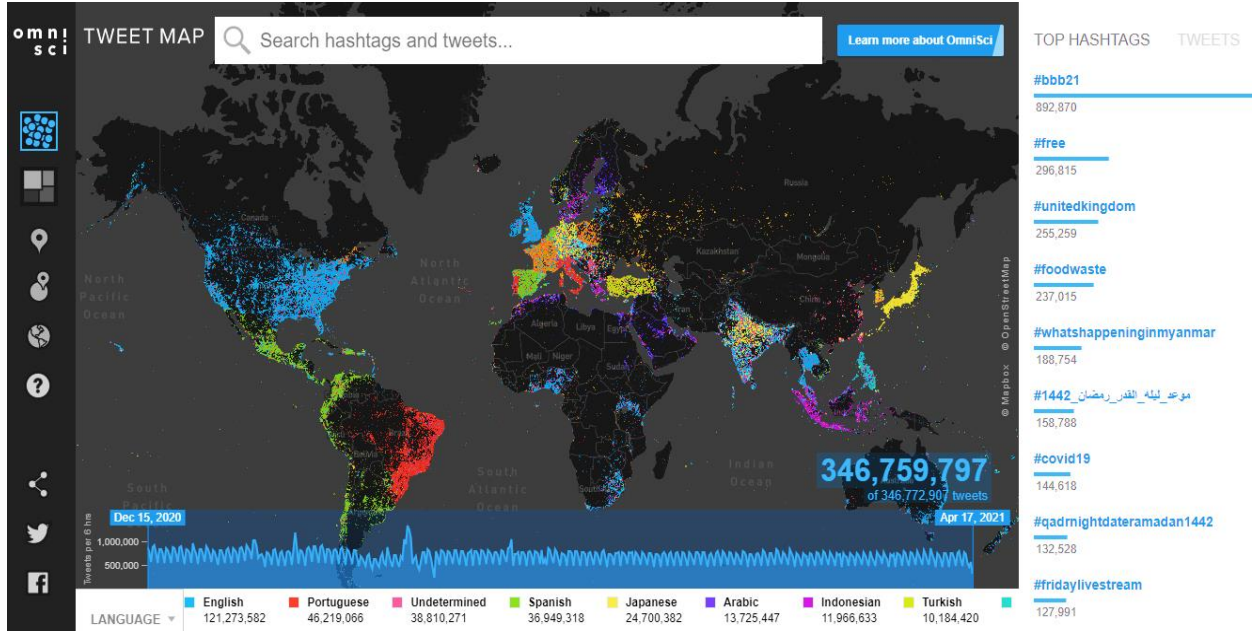 omni
sci
TWEET MAP
Search hashtags and tweets...
Learn more about OmniSci
TOP HASHTAGS TWEETS
#bbb21
892,870
#free
296,815
#unitedkingdom
255,259
#foodwaste
237,015
#whatshappeninginmyanmar
188,754
#موعد_ليله_القدر_رمضان_1442
158,788
#covid19
144,618
#qadrnightdateramadan1442
132,528
#fridaylivestream
127,991
Canada
Russia
Kazakhstan
Mongolia
China
Iran
Algeria
Libya
Egypt
Mali
Niger
Sudan
Bolivia
North
Pacific
Ocean
North
Atlantic
Ocean
South
Atlantic
Ocean
Indian
Ocean
South
© Mapbox © OpenStreetMap
346,759,797
of 346,772,907 tweets
Dec 15, 2020
Apr 17, 2021
Tweets per 6 hrs
1,000,000
500,000
LANGUAGE
English
121,273,582
Portuguese
46,219,066
Undetermined
38,810,271
Spanish
36,949,318
Japanese
24,700,382
Arabic
13,725,447
Indonesian
11,966,633
Turkish
10,184,420